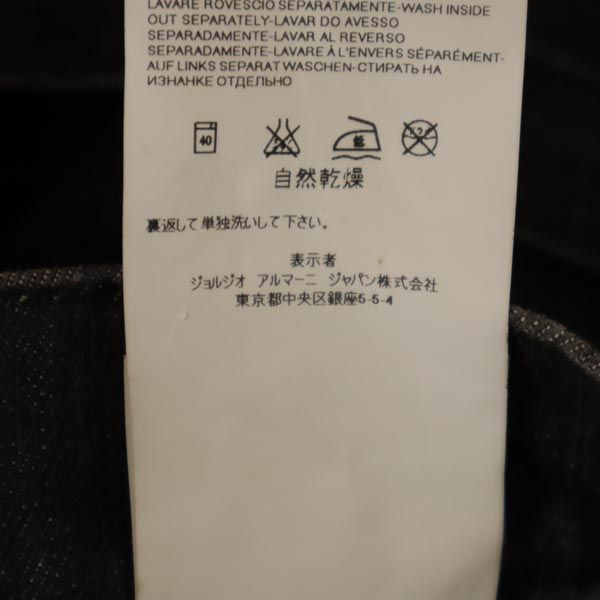 LAVARE ROVESCIO SEPARATAMENTE-WASH INSIDE
OUT SEPARATELY-LAVAR DO AVESSO
SEPARADAMENTE-LAVAR AL REVERSO
SEPARADAMENTE-LAVARE À L'ENVERS SÉPARÉMENT-
AUF LINKS SEPARAT WASCHEN-СТИРАТЬ НА
ИЗНАНКЕ ОТДЕЛЬНО
40
低
自然乾燥
裏返して単独洗いして下さい。
表示者
ジョルジオ アルマーニ ジャパン株式会社
東京都中央区銀座5-5-4